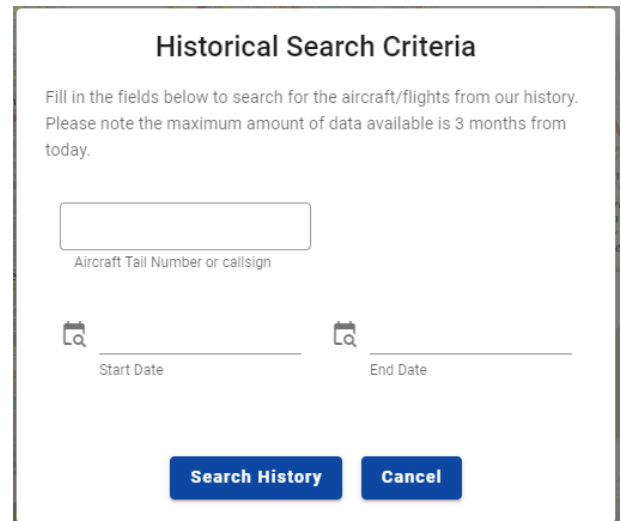 Historical Search Criteria
Fill in the fields below to search for the aircraft/flights from our history.
Please note the maximum amount of data available is 3 months from
today.
Aircraft Tail Number or callsign
Start Date
End Date
Search History
Cancel